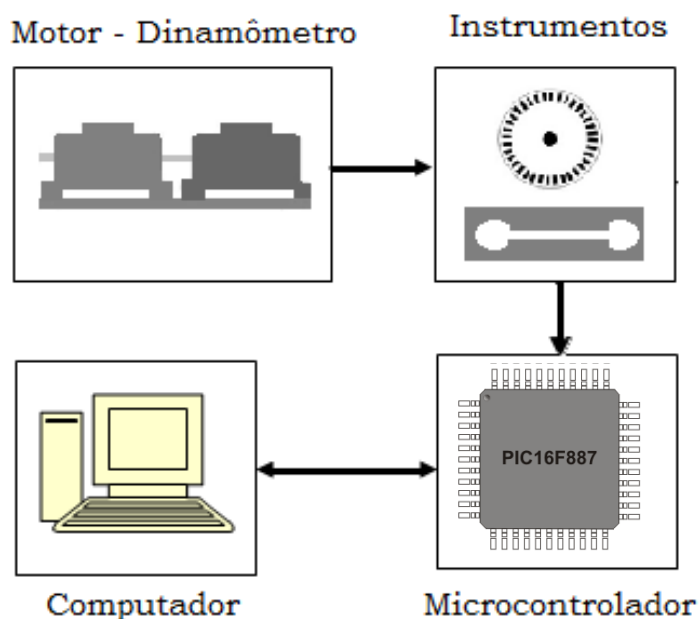 Motor - Dinamômetro
Instrumentos
PIC16F887
Computador
Microcontrolador